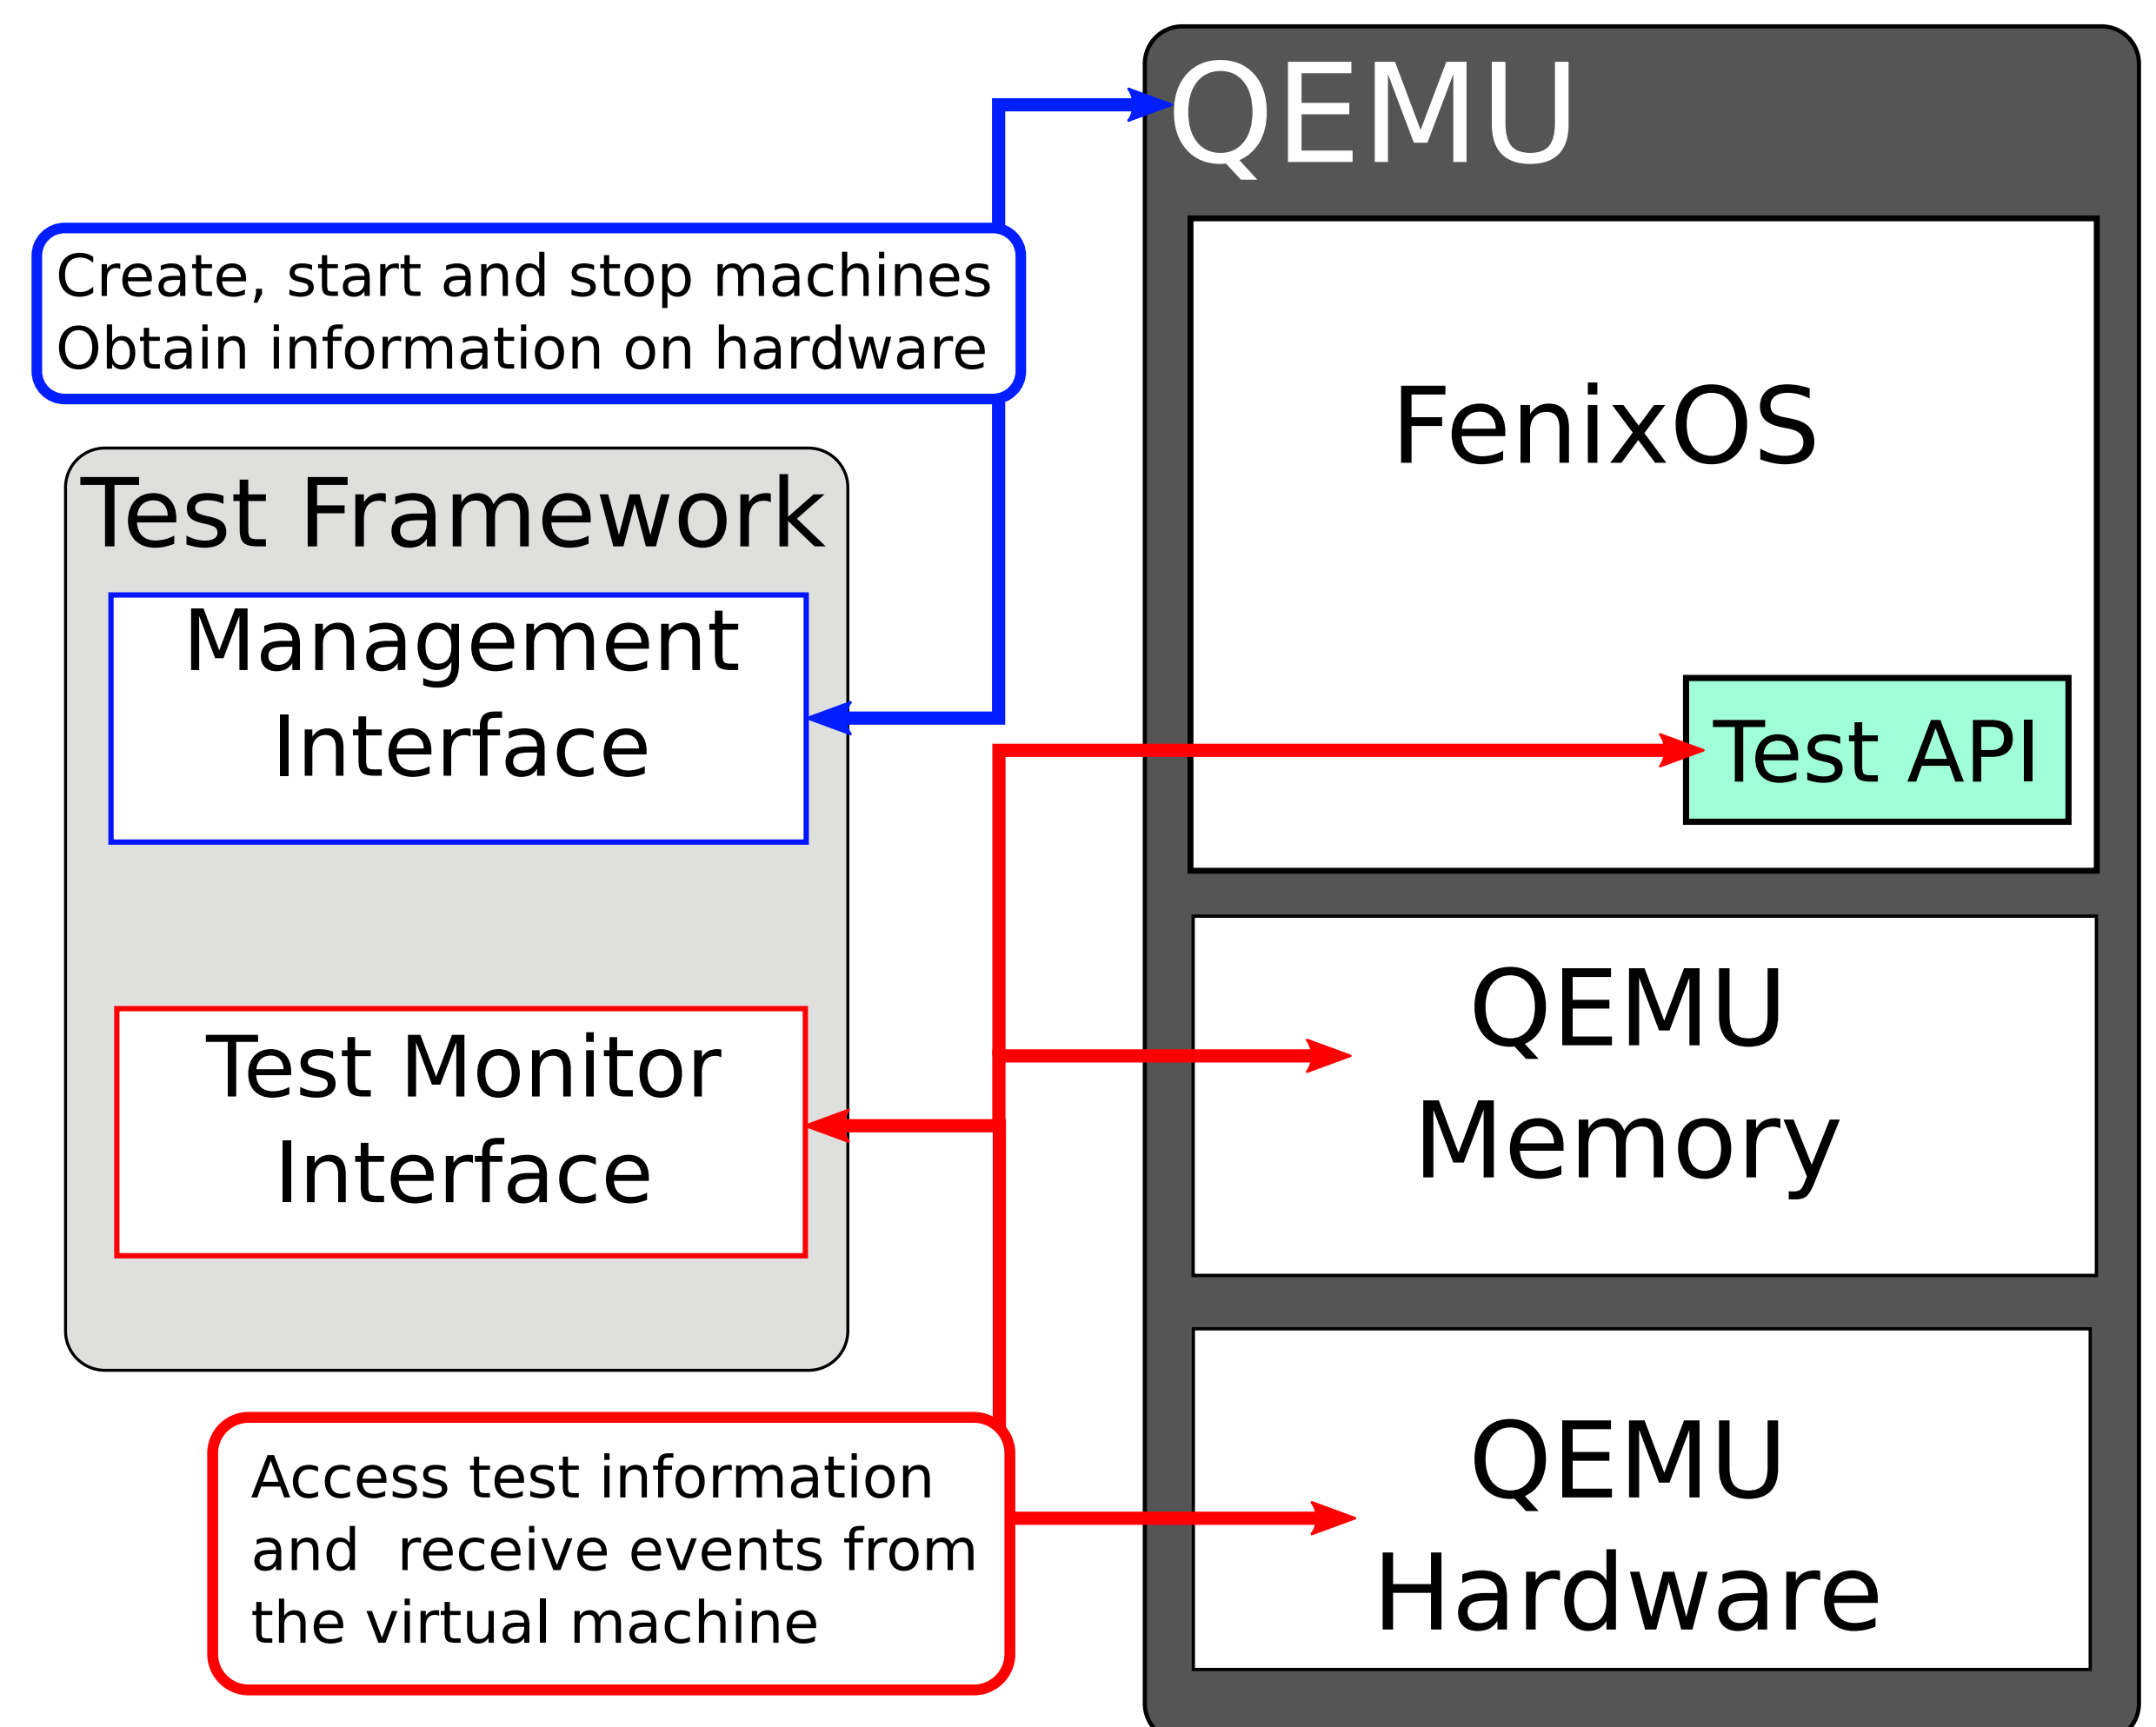 QEMU
Create, start and stop machines
Obtain information on hardware
FenixOS
Test Framework
Management
Interface
Test API
QEMU
Memory
Test Monitor
Interface
QEMU
Hardware
Access test information
and  receive events from
the virtual machine